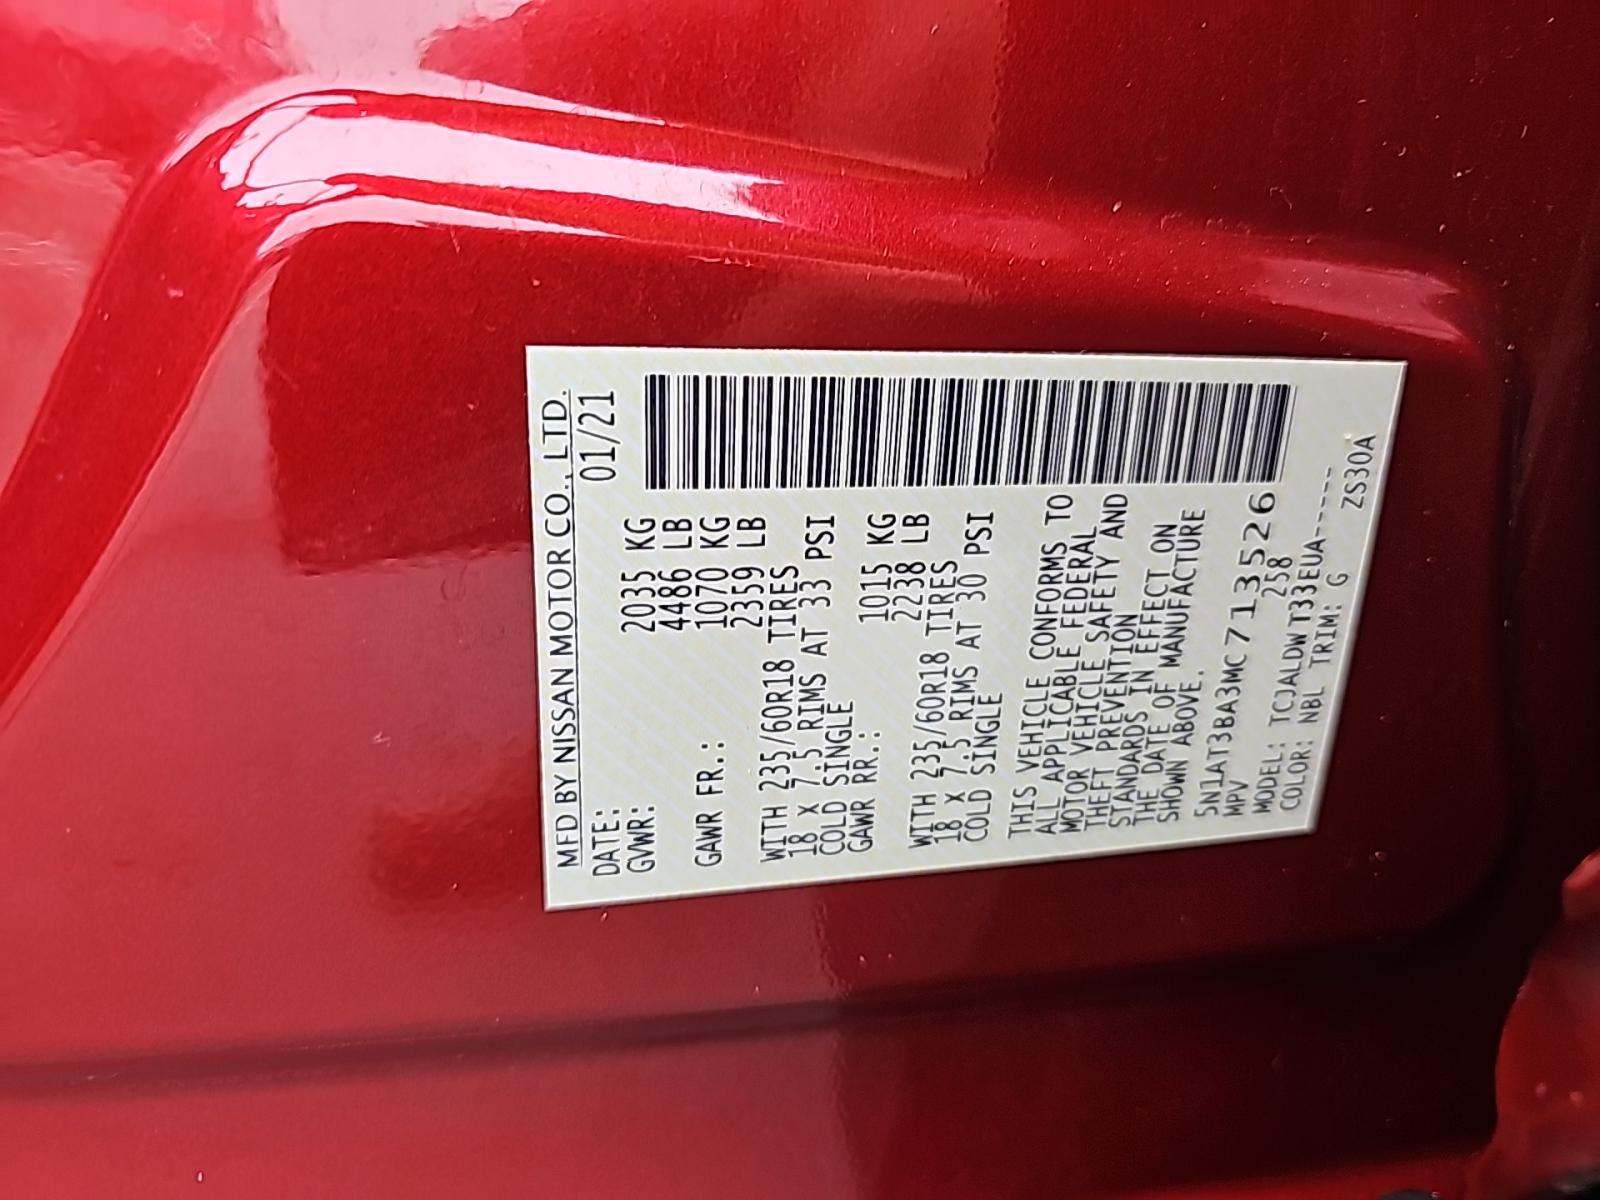 MFD BY NISSAN MOTOR CO., LTD.
DATE: 01/21
GVWR: 2035 KG
4486 LB
GAWR FR.: 1070 KG
2359 LB
WITH 235/60R18 TIRES
18 X 7.5 RIMS AT 33 PSI
COLD SINGLE
GAWR RR.: 1015 KG
2238 LB
WITH 235/60R18 TIRES
18 X 7.5 RIMS AT 30 PSI
COLD SINGLE
THIS VEHICLE CONFORMS TO
ALL APPLICABLE FEDERAL
MOTOR VEHICLE SAFETY AND
THEFT PREVENTION
STANDARDS IN EFFECT ON
THE DATE OF MANUFACTURE
SHOWN ABOVE.
5N1AT3BA3MC713526
MPV 258
MODEL: TCJALDWT33EUA-----
COLOR: NBL TRIM: G ZS30A